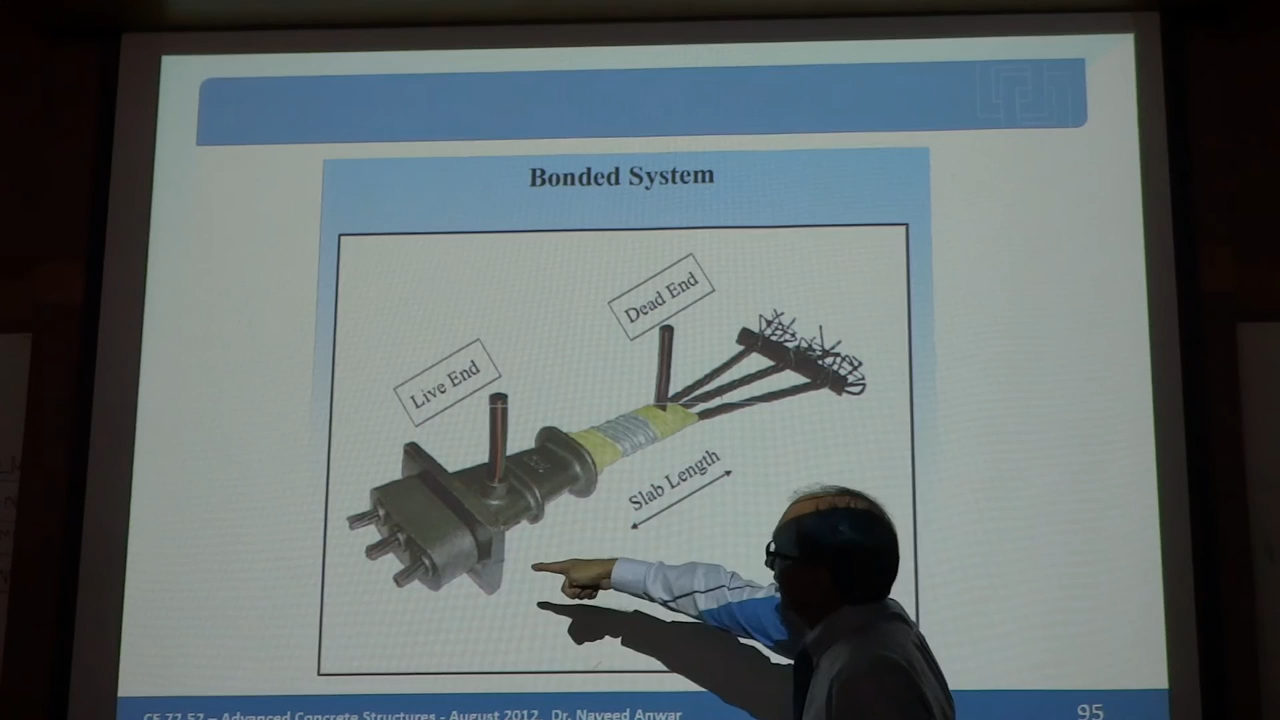 Bonded System
Dead End
Live End
Slab Length
CE 72.52 – Advanced Concrete Structures - August 2012, Dr. Naveed Anwar
95